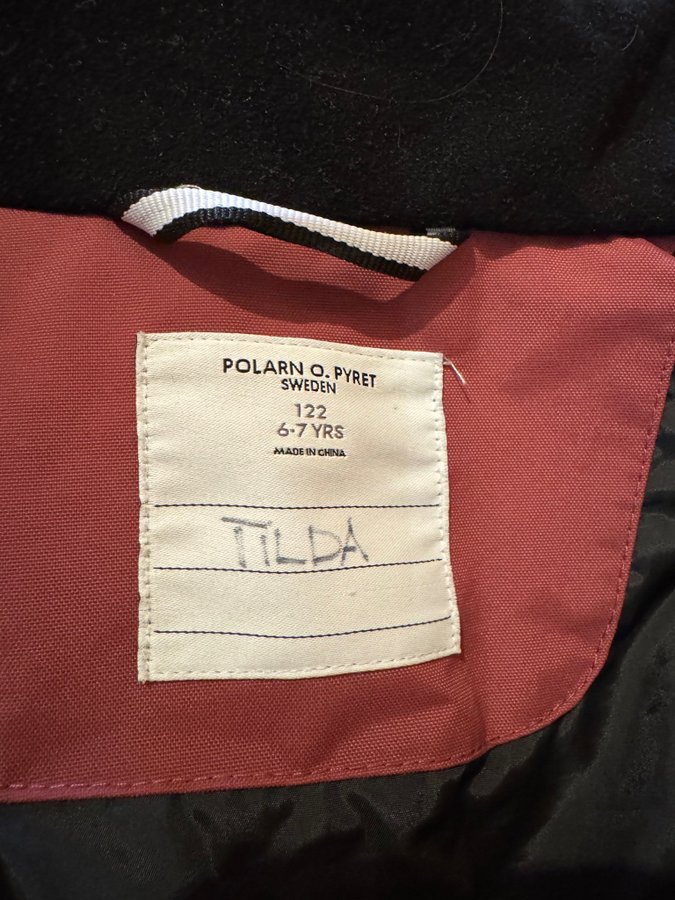 POLARN O. PYRET
SWEDEN
122
6-7 YRS
MADE IN CHINA
TILDA